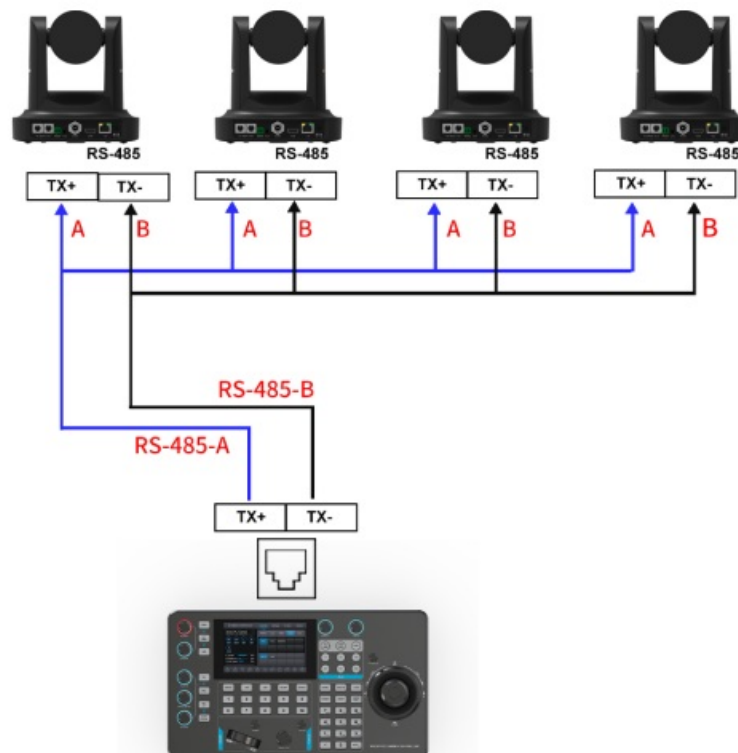 RS-485 RS-485 RS-485 RS-485
TX+ TX- TX+ TX- TX+ TX- TX+ TX-
A B A B A B A B
RS-485-B
RS-485-A
TX+ TX-